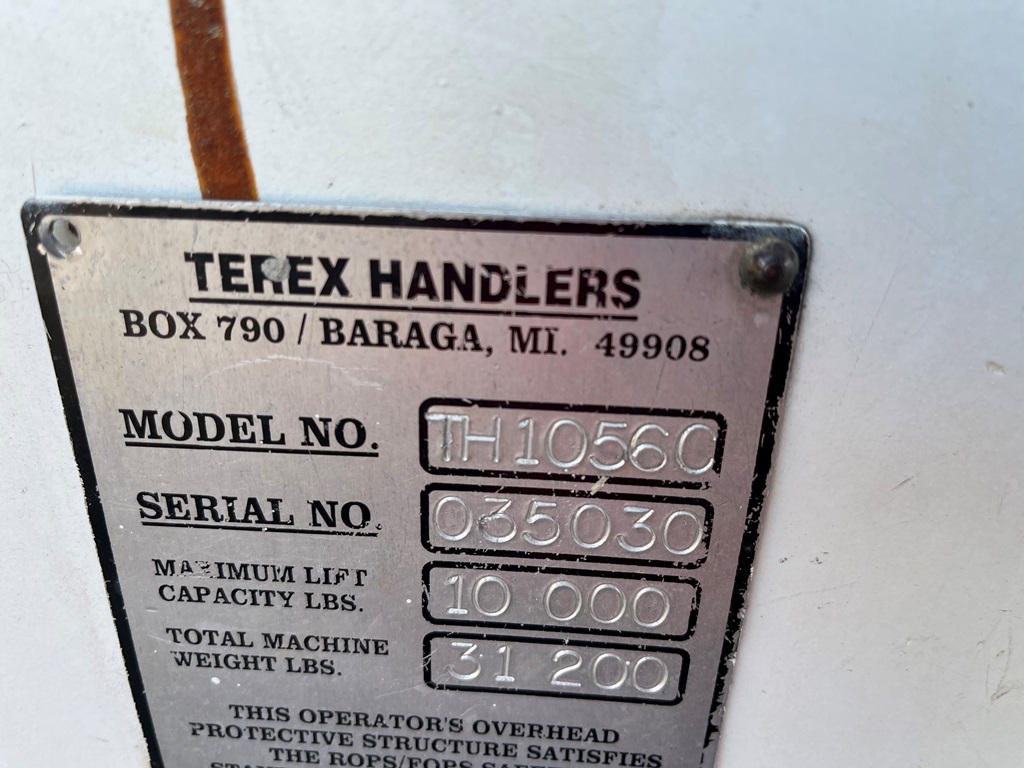 TEREX HANDLERS
BOX 790 / BARAGA, MI. 49908
MODEL NO. TH1056C
SERIAL NO. 035030
MAXIMUM LIFT
CAPACITY LBS. 10 000
TOTAL MACHINE
WEIGHT LBS. 31 200
THIS OPERATOR'S OVERHEAD
PROTECTIVE STRUCTURE SATISFIES
THE ROPS/FOPS